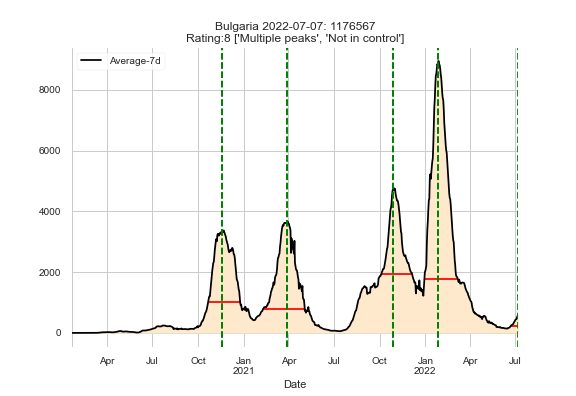 Bulgaria 2022-07-07: 1176567
Rating:8 ['Multiple peaks', 'Not in control']
Average-7d
8000
6000
4000
2000
0
Apr Jul Oct Jan Apr Jul Oct Jan Apr Jul
2021 2022
Date